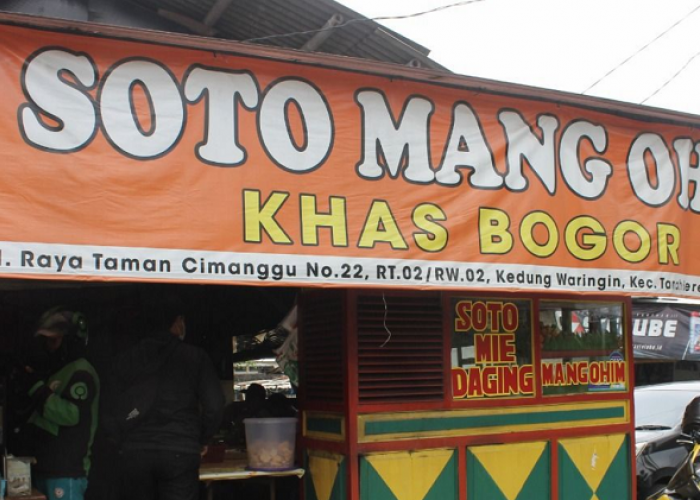 SOTO MANG OH
KHAS BOGOR
l. Raya Taman Cimanggu No.22, RT.02/RW.02, Kedung Waringin, Kec.
SOTO
MIE
DAGING
MANG OHIM
UBE